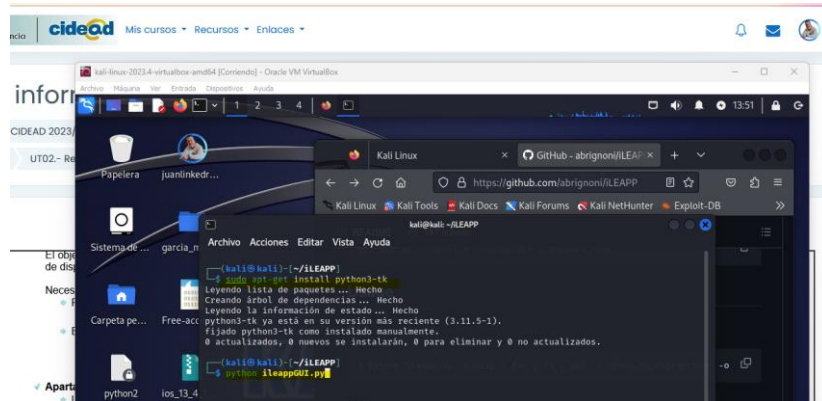 ncia
cidead Mis cursos Recursos Enlaces
kali-linux-2023.4-virtualbox-amd64 [Corriendo] - Oracle VM VirtualBox
Archivo Máquina Ver Entrada Dispositivos Ayuda
infor
1 2 3 4
13:51
CIDEAD 2023/
UT02.- Re
Papelera
juanlinkedr...
Kali Linux
GitHub - abrignoni/iLEAP
https://github.com/abrignoni/iLEAPP
Kali Linux Kali Tools Kali Docs Kali Forums Kali NetHunter Exploit-DB
kali@kali: ~/iLEAPP
Archivo Acciones Editar Vista Ayuda
Sistema de ...
garcia_n
El obje
de disp
Neces
Carpeta pe...
Free-acc
(kali㉿kali)-[~/iLEAPP]
$ sudo apt-get install python3-tk
Leyendo lista de paquetes... Hecho
Creando árbol de dependencias... Hecho
Leyendo la información de estado... Hecho
python3-tk ya está en su versión más reciente (3.11.5-1).
fijado python3-tk como instalado manualmente.
0 actualizados, 0 nuevos se instalarán, 0 para eliminar y 0 no actualizados.
(kali㉿kali)-[~/iLEAPP]
$ python ileappGUI.py
-o
Aparta
python2
ios_13_4